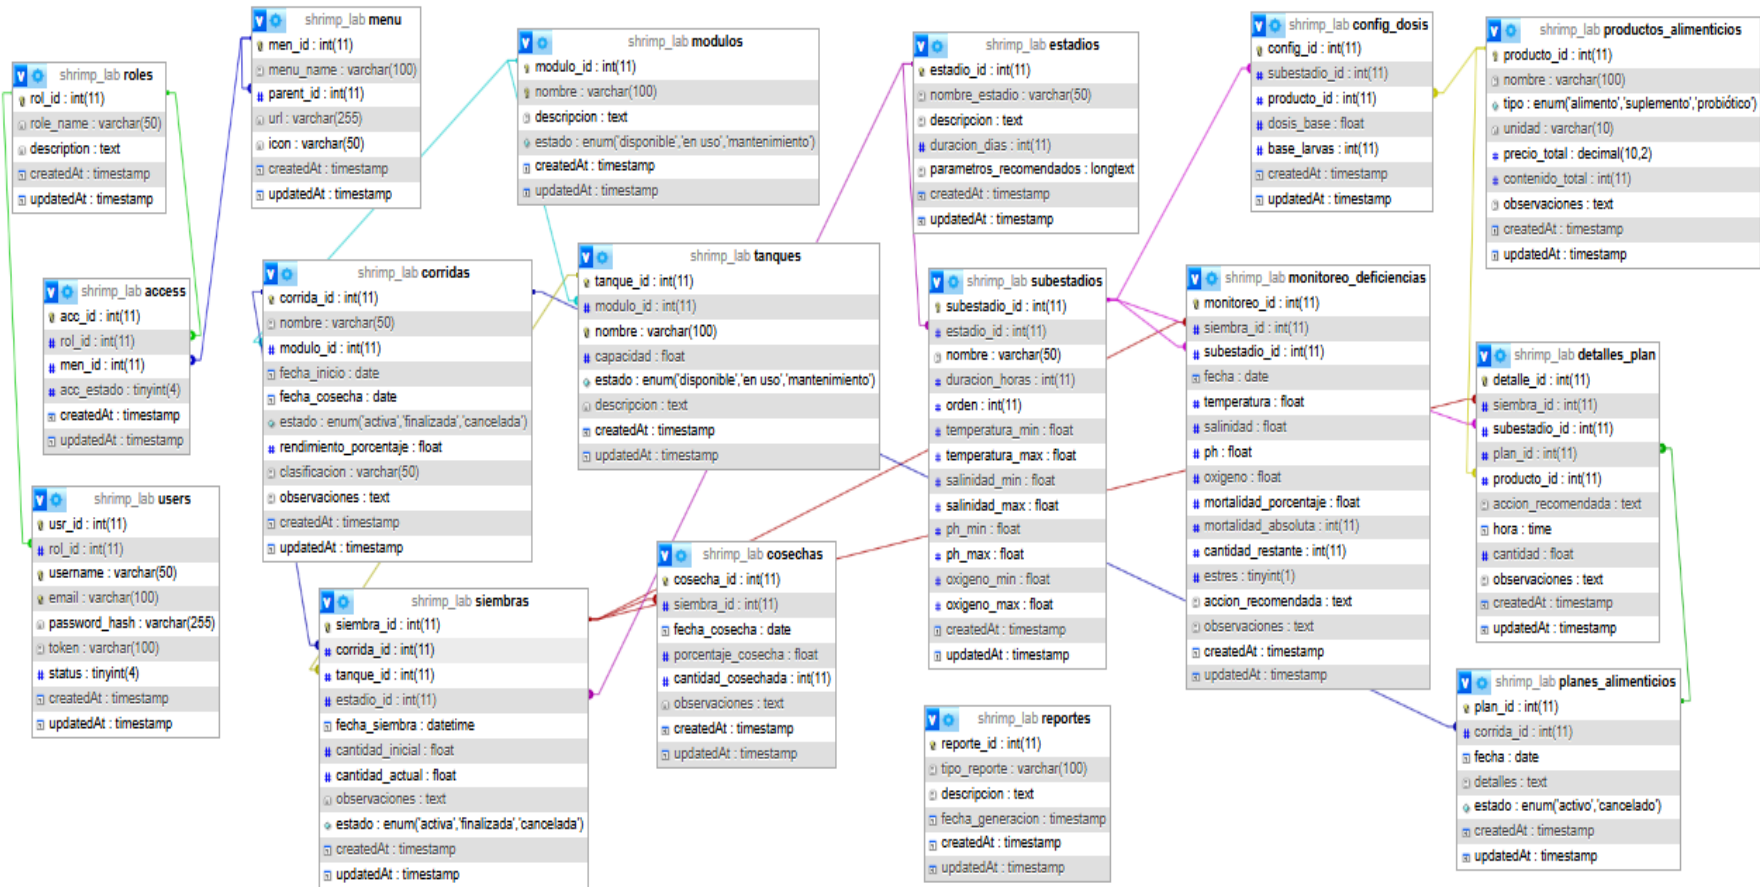 shrimp_lab roles
rol_id : int(11)
role_name : varchar(50)
description : text
createdAt : timestamp
updatedAt : timestamp
shrimp_lab menu
men_id : int(11)
menu_name : varchar(100)
parent_id : int(11)
url : varchar(255)
icon : varchar(50)
createdAt : timestamp
updatedAt : timestamp
shrimp_lab modulos
modulo_id : int(11)
nombre : varchar(100)
descripcion : text
estado : enum('disponible','en uso','mantenimiento')
createdAt : timestamp
updatedAt : timestamp
shrimp_lab estadios
estadio_id : int(11)
nombre_estadio : varchar(50)
descripcion : text
duracion_dias : int(11)
parametros_recomendados : longtext
createdAt : timestamp
updatedAt : timestamp
shrimp_lab config_dosis
config_id : int(11)
subestadio_id : int(11)
producto_id : int(11)
dosis_base : float
base_larvas : int(11)
createdAt : timestamp
updatedAt : timestamp
shrimp_lab productos_alimenticios
producto_id : int(11)
nombre : varchar(100)
tipo : enum('alimento','suplemento','probiótico')
unidad : varchar(10)
precio_total : decimal(10,2)
contenido_total : int(11)
observaciones : text
createdAt : timestamp
updatedAt : timestamp
shrimp_lab access
acc_id : int(11)
rol_id : int(11)
men_id : int(11)
acc_estado : tinyint(4)
createdAt : timestamp
updatedAt : timestamp
shrimp_lab corridas
corrida_id : int(11)
nombre : varchar(50)
modulo_id : int(11)
fecha_inicio : date
fecha_cosecha : date
estado : enum('activa','finalizada','cancelada')
rendimiento_porcentaje : float
clasificacion : varchar(50)
observaciones : text
createdAt : timestamp
updatedAt : timestamp
shrimp_lab tanques
tanque_id : int(11)
modulo_id : int(11)
nombre : varchar(100)
capacidad : float
estado : enum('disponible','en uso','mantenimiento')
descripcion : text
createdAt : timestamp
updatedAt : timestamp
shrimp_lab subestadios
subestadio_id : int(11)
estadio_id : int(11)
nombre : varchar(50)
duracion_horas : int(11)
orden : int(11)
temperatura_min : float
temperatura_max : float
salinidad_min : float
salinidad_max : float
ph_min : float
ph_max : float
oxigeno_min : float
oxigeno_max : float
createdAt : timestamp
updatedAt : timestamp
shrimp_lab monitoreo_deficiencias
monitoreo_id : int(11)
siembra_id : int(11)
subestadio_id : int(11)
fecha : date
temperatura : float
salinidad : float
ph : float
oxigeno : float
mortalidad_porcentaje : float
mortalidad_absoluta : int(11)
cantidad_restante : int(11)
estres : tinyint(1)
accion_recomendada : text
observaciones : text
createdAt : timestamp
updatedAt : timestamp
shrimp_lab detalles_plan
detalle_id : int(11)
siembra_id : int(11)
subestadio_id : int(11)
plan_id : int(11)
producto_id : int(11)
accion_recomendada : text
hora : time
cantidad : float
observaciones : text
createdAt : timestamp
updatedAt : timestamp
shrimp_lab users
usr_id : int(11)
rol_id : int(11)
username : varchar(50)
email : varchar(100)
password_hash : varchar(255)
token : varchar(100)
status : tinyint(4)
createdAt : timestamp
updatedAt : timestamp
shrimp_lab siembras
siembra_id : int(11)
corrida_id : int(11)
tanque_id : int(11)
estadio_id : int(11)
fecha_siembra : datetime
cantidad_inicial : float
cantidad_actual : float
observaciones : text
estado : enum('activa','finalizada','cancelada')
createdAt : timestamp
updatedAt : timestamp
shrimp_lab cosechas
cosecha_id : int(11)
siembra_id : int(11)
fecha_cosecha : date
porcentaje_cosecha : float
cantidad_cosechada : int(11)
observaciones : text
createdAt : timestamp
updatedAt : timestamp
shrimp_lab reportes
reporte_id : int(11)
tipo_reporte : varchar(100)
descripcion : text
fecha_generacion : timestamp
createdAt : timestamp
updatedAt : timestamp
shrimp_lab planes_alimenticios
plan_id : int(11)
corrida_id : int(11)
fecha : date
detalles : text
estado : enum('activo','cancelado')
createdAt : timestamp
updatedAt : timestamp